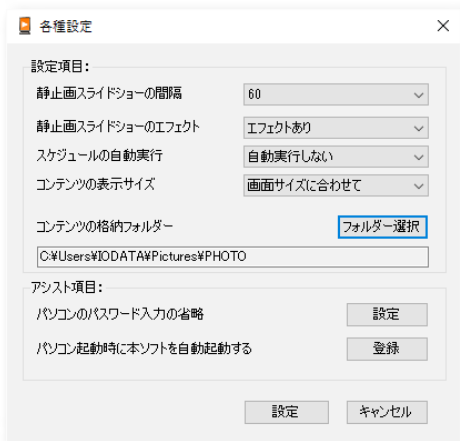 各種設定
設定項目:
静止画スライドショーの間隔 60
静止画スライドショーのエフェクト エフェクトあり
スケジュールの自動実行 自動実行しない
コンテンツの表示サイズ 画面サイズに合わせて
コンテンツの格納フォルダー フォルダー選択
C:¥Users¥IODATA¥Pictures¥PHOTO
アシスト項目:
パソコンのパスワード入力の省略 設定
パソコン起動時に本ソフトを自動起動する 登録
設定 キャンセル